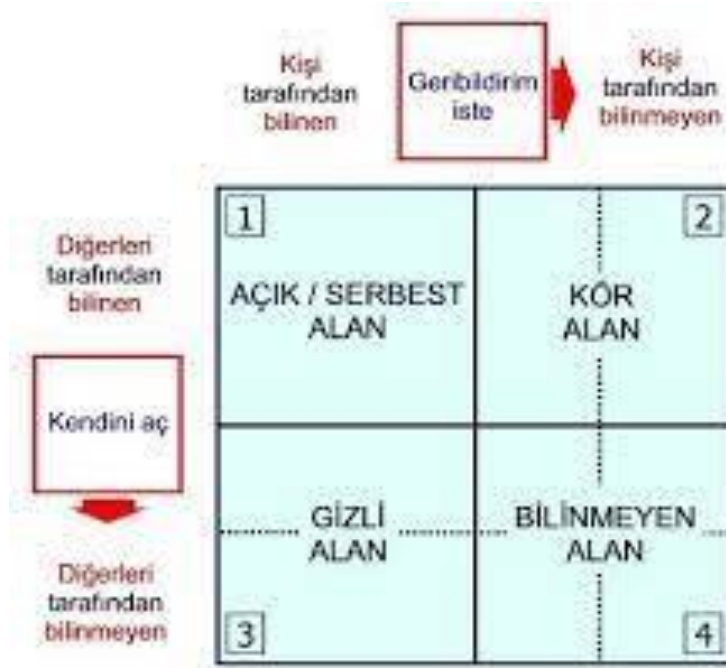 Kişi
tarafından
bilinen
Geribildirim
iste
Kişi
tarafından
bilinmeyen
Diğerleri
tarafından
bilinen
Kendini aç
Diğerleri
tarafından
bilinmeyen
1
AÇIK / SERBEST
ALAN
2
KÖR
ALAN
GİZLİ
ALAN
3
BİLİNMEYEN
ALAN
4